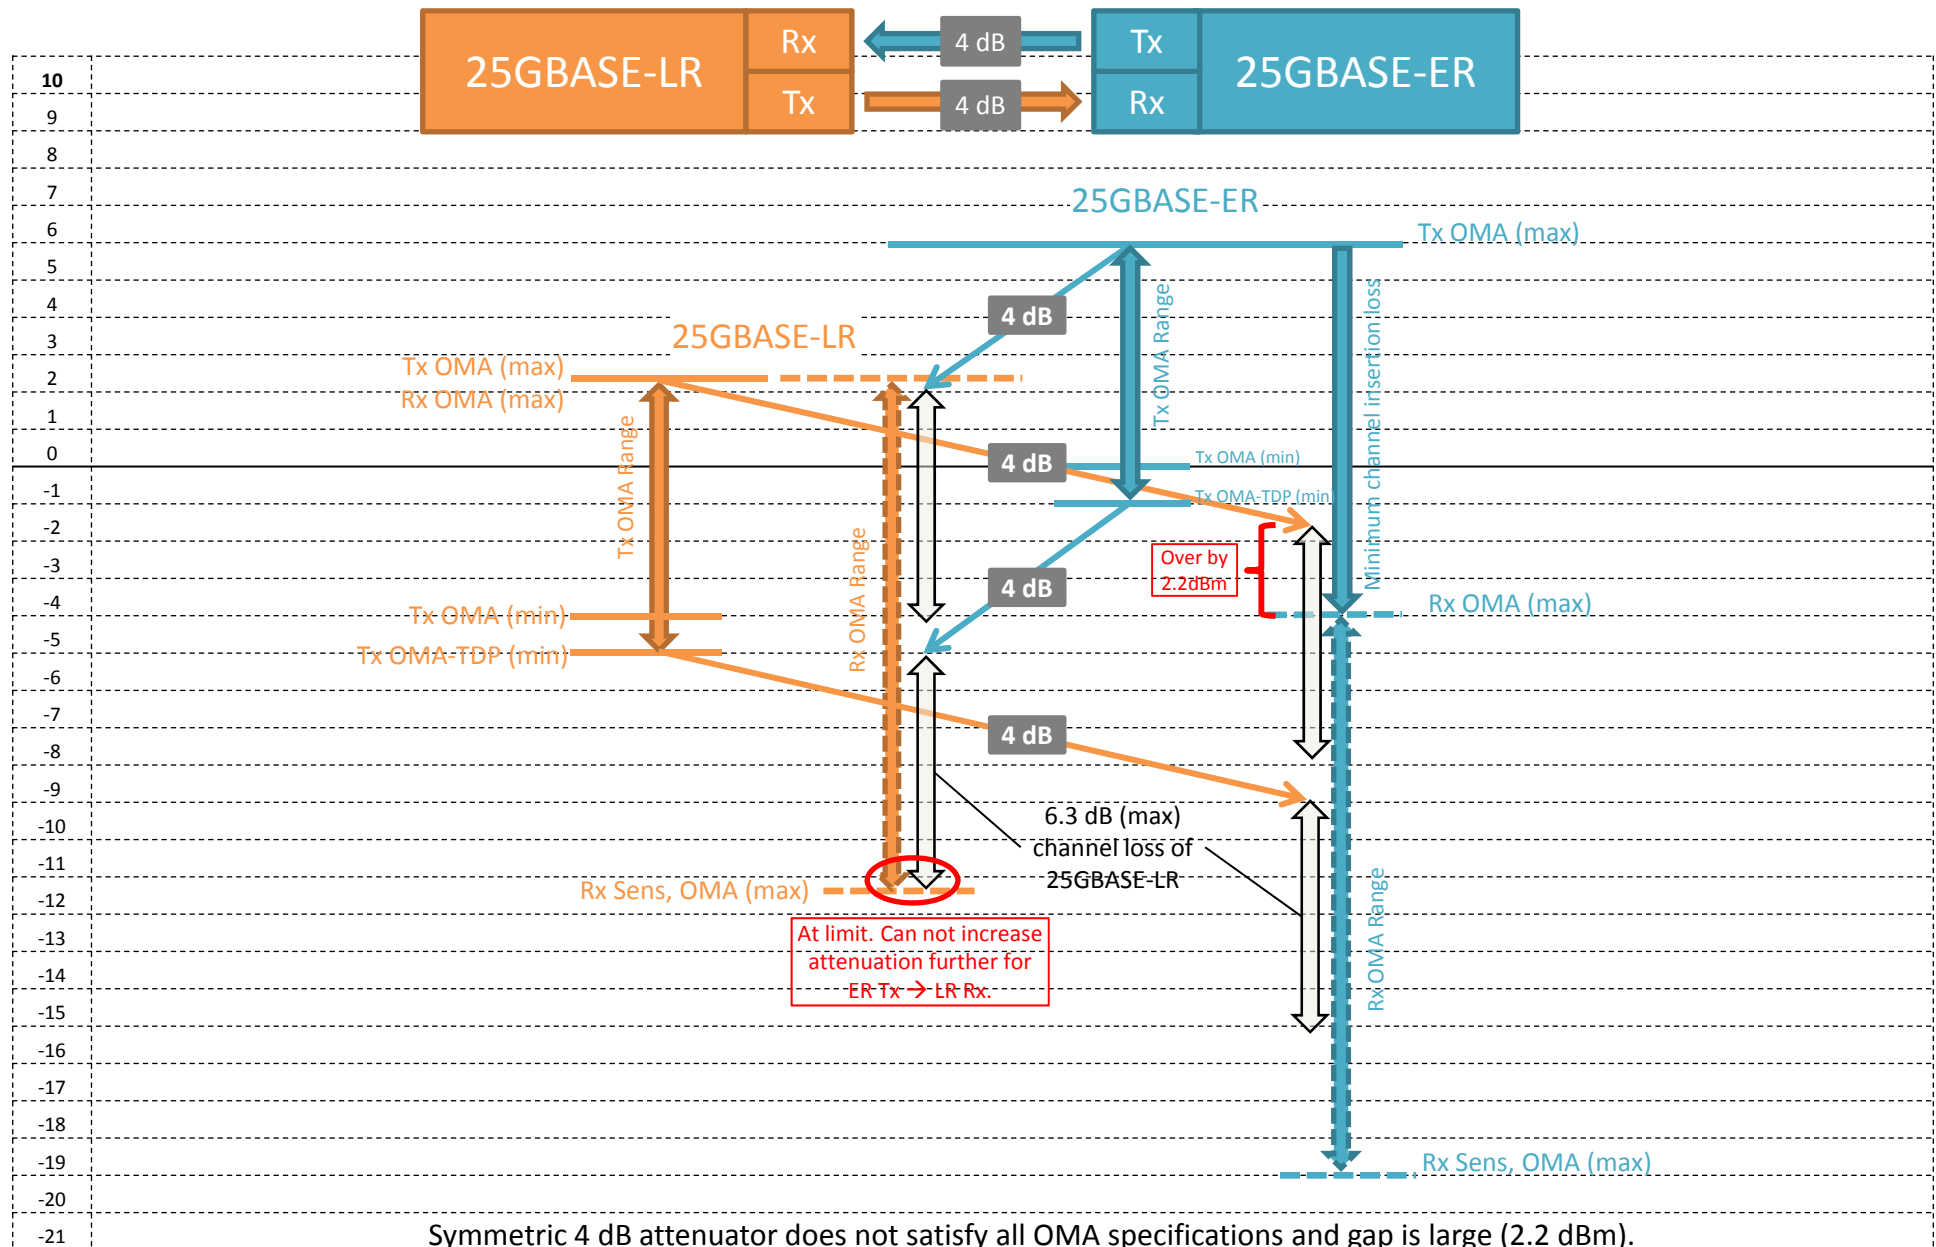 25GBASE-LR
Rx
Tx
4 dB
4 dB
Tx
Rx
25GBASE-ER
10
9
8
7
6
5
4
3
2
1
0
-1
-2
-3
-4
-5
-6
-7
-8
-9
-10
-11
-12
-13
-14
-15
-16
-17
-18
-19
-20
-21
25GBASE-ER
Tx OMA (max)
4 dB
25GBASE-LR
Tx OMA (max)
Rx OMA (max)
Tx OMA Range
Rx OMA Range
Tx OMA Range
Minimum channel insertion loss
4 dB
Tx OMA (min)
Tx OMA-TDP (min)
Over by
2.2dBm
4 dB
Rx OMA (max)
Tx OMA (min)
Tx OMA-TDP (min)
4 dB
6.3 dB (max)
channel loss of
25GBASE-LR
Rx Sens, OMA (max)
At limit. Can not increase
attenuation further for
ER Tx → LR Rx.
Rx OMA Range
Rx Sens, OMA (max)
Symmetric 4 dB attenuator does not satisfy all OMA specifications and gap is large (2.2 dBm).